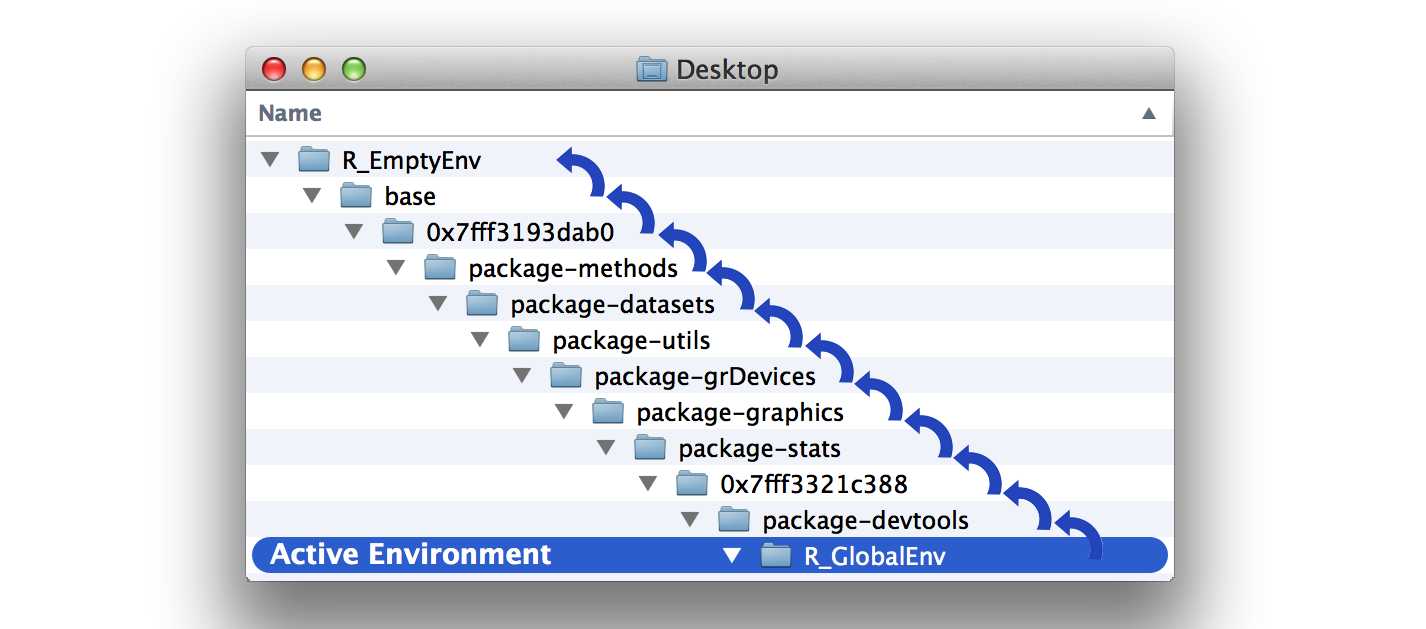 Desktop
Name
R_EmptyEnv
base
0x7fff3193dab0
package-methods
package-datasets
package-utils
package-grDevices
package-graphics
package-stats
0x7fff3321c388
package-devtools
Active Environment R_GlobalEnv